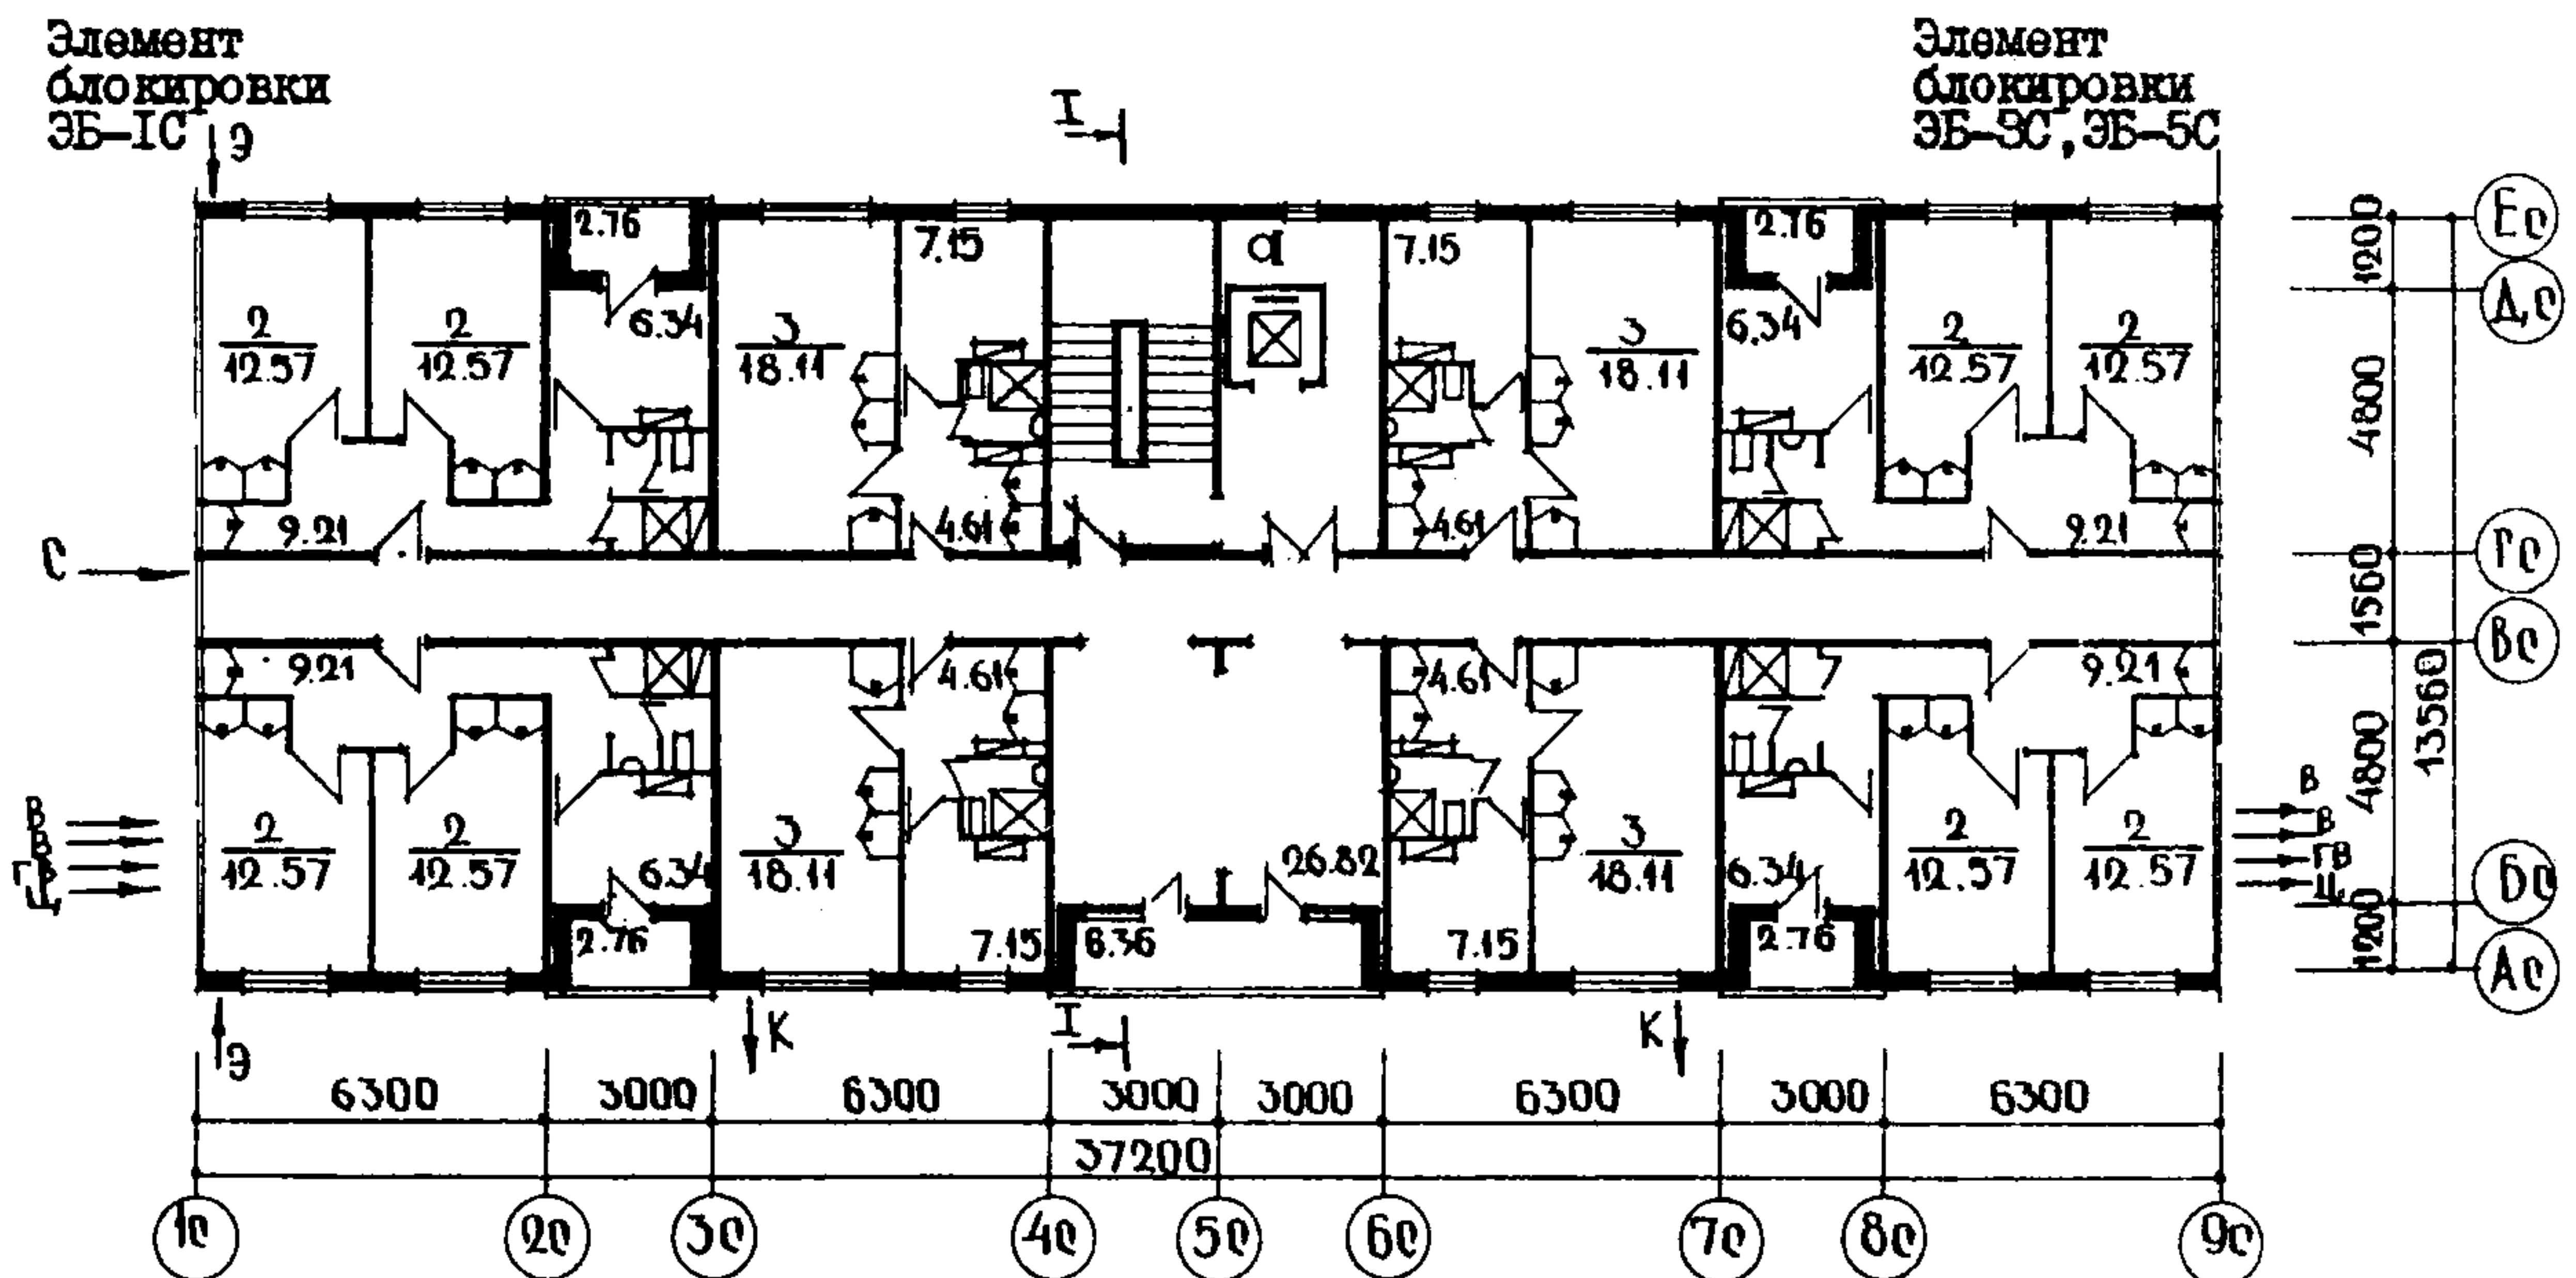 Элемент
блокировки
ЭБ-IС
Элемент
блокировки
ЭБ-3С, ЭБ-5С
Э
I
2.76
7.15
а
7.15
2.76
1200
Ес
Дс
2
12.57
2
12.57
6.34
3
18.11
3
18.11
6.34
2
12.57
2
12.57
4800
9.21
4.61
4.61
9.21
С
1560
Гс
9.21
4.61
4.61
9.21
Вс
13560
2
12.57
2
12.57
6.34
3
18.11
26.82
3
18.11
6.34
2
12.57
2
12.57
4800
В
В
ГВ
Ц
В
В
ГВ
Ц
2.76
7.15
6.36
7.15
2.76
1200
Бс
Ас
Э
К
I
К
6300
3000
6300
3000
3000
6300
3000
6300
37200
1с
2с
3с
4с
5с
6с
7с
8с
9с